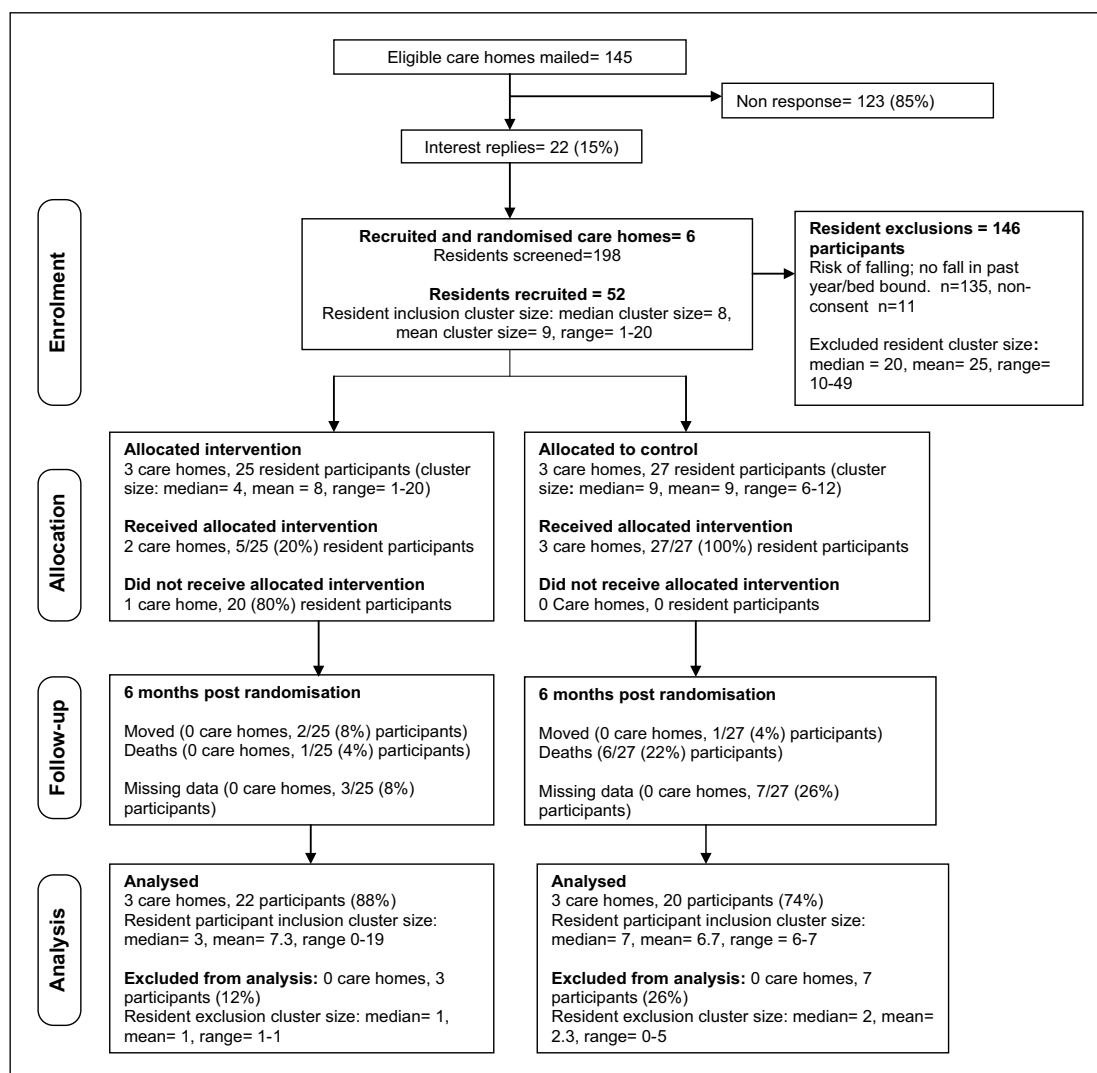 Eligible care homes mailed= 145
Non response= 123 (85%)
Interest replies= 22 (15%)
Enrolment
Recruited and randomised care homes= 6
Residents screened=198
Residents recruited = 52
Resident inclusion cluster size: median cluster size= 8,
mean cluster size= 9, range= 1-20
Resident exclusions = 146
participants
Risk of falling; no fall in past
year/bed bound.  n=135, non-
consent  n=11
Excluded resident cluster size:
median = 20, mean= 25, range=
10-49
Allocation
Allocated intervention
3 care homes, 25 resident participants (cluster
size: median= 4, mean = 8, range= 1-20)
Received allocated intervention
2 care homes, 5/25 (20%) resident participants
Did not receive allocated intervention
1 care home, 20 (80%) resident participants
Allocated to control
3 care homes, 27 resident participants (cluster
size: median= 9, mean= 9, range= 6-12)
Received allocated intervention
3 care homes, 27/27 (100%) resident participants
Did not receive allocated intervention
0 Care homes, 0 resident participants
Follow-up
6 months post randomisation
Moved (0 care homes, 2/25 (8%) participants)
Deaths (0 care homes, 1/25 (4%) participants)
Missing data (0 care homes, 3/25 (8%)
participants)
6 months post randomisation
Moved (0 care homes, 1/27 (4%) participants)
Deaths (6/27 (22%) participants)
Missing data (0 care homes, 7/27 (26%)
participants)
Analysis
Analysed
3 care homes, 22 participants (88%)
Resident participant inclusion cluster size:
median= 3, mean= 7.3, range 0-19
Excluded from analysis: 0 care homes, 3
participants (12%)
Resident exclusion cluster size: median= 1,
mean= 1, range= 1-1
Analysed
3 care homes, 20 participants (74%)
Resident participant inclusion cluster size:
median= 7, mean= 6.7, range = 6-7
Excluded from analysis: 0 care homes, 7
participants (26%)
Resident exclusion cluster size: median= 2, mean=
2.3, range= 0-5